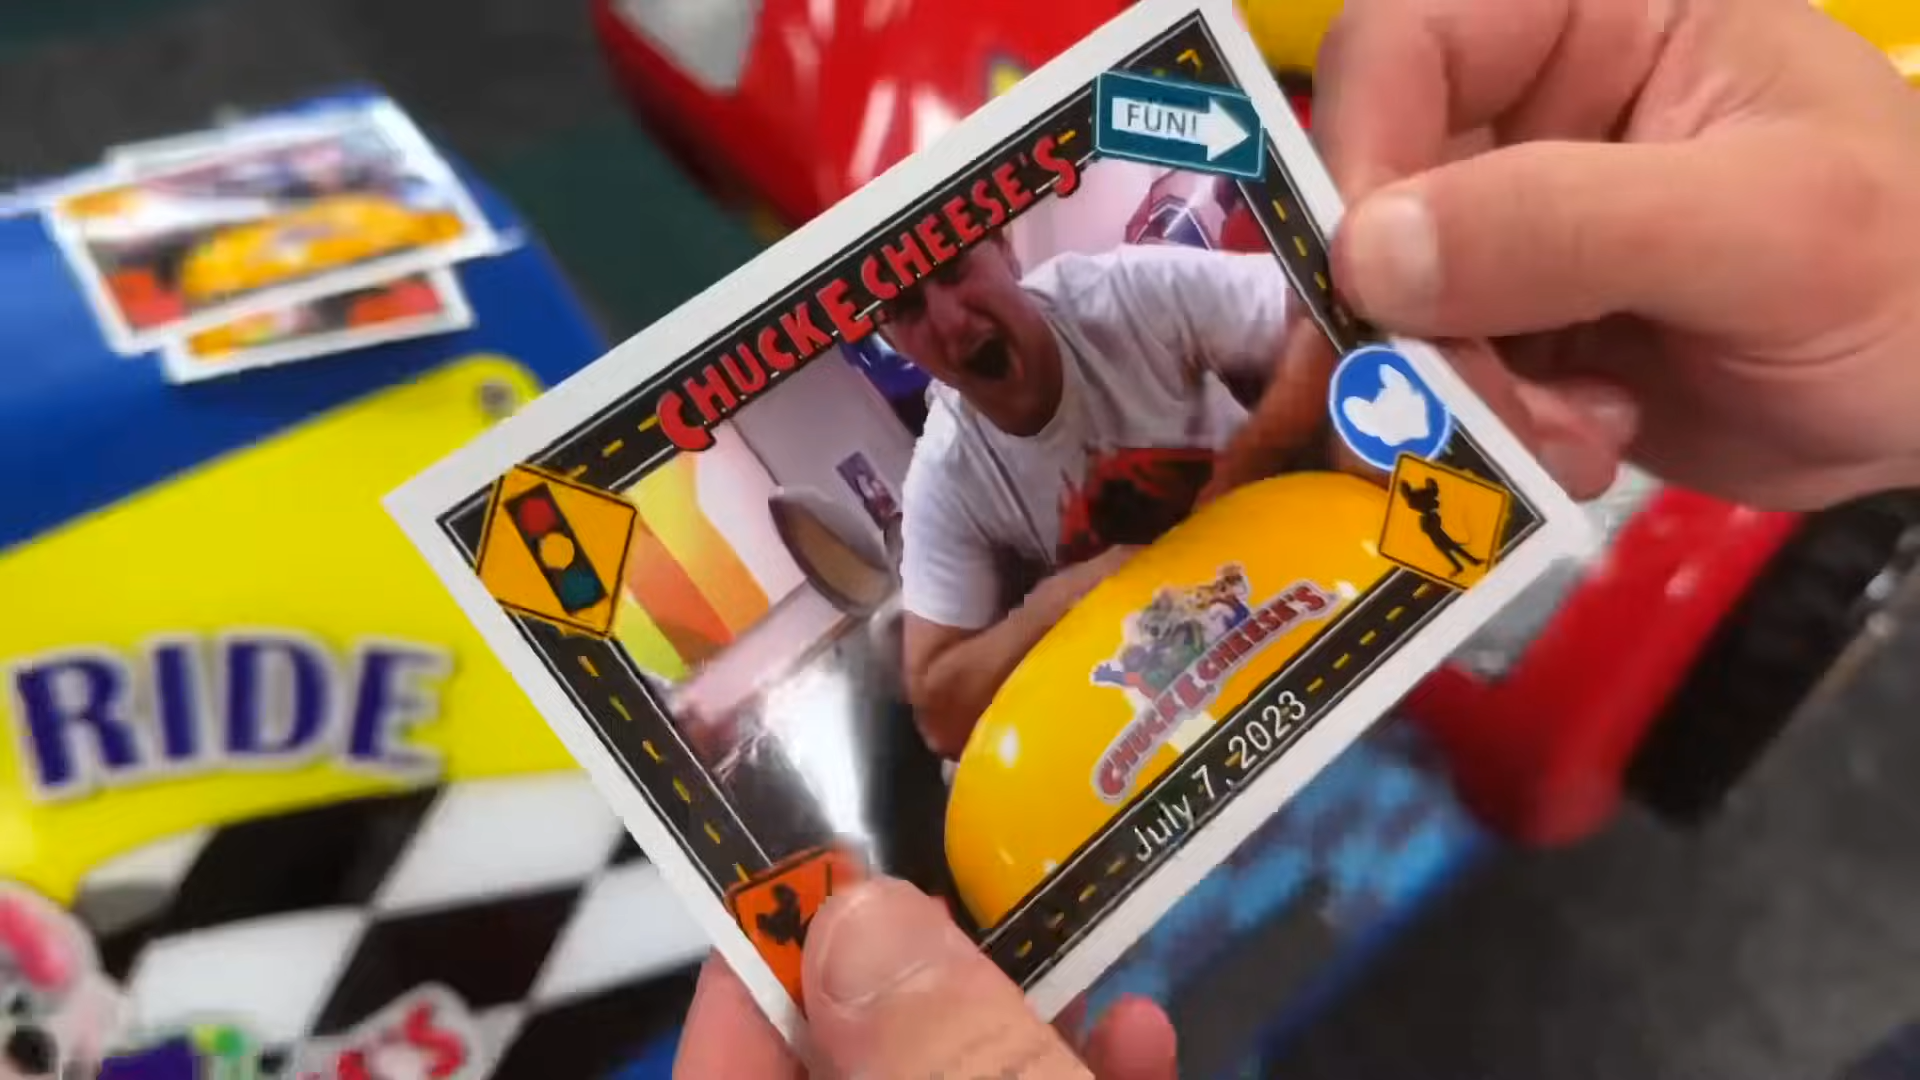 FUN!
CHUCK E. CHEESE'S
CHUCK E. CHEESE'S
July 7, 2023
RIDE